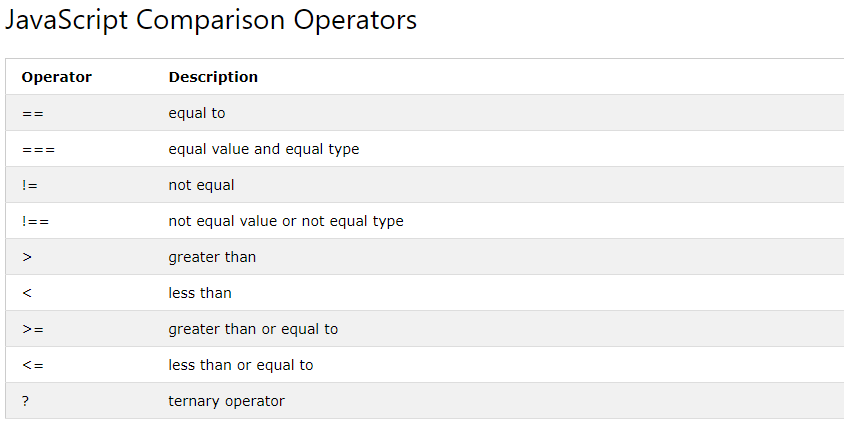 JavaScript Comparison Operators
Operator Description
== equal to
=== equal value and equal type
!= not equal
!== not equal value or not equal type
> greater than
< less than
>= greater than or equal to
<= less than or equal to
? ternary operator